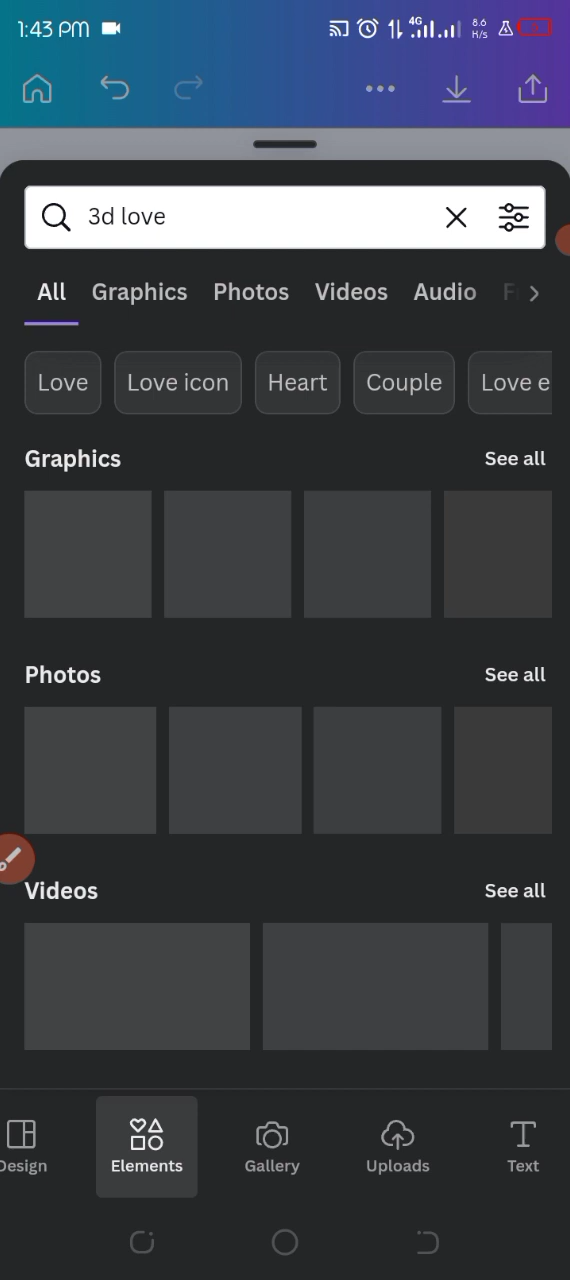 1:43 PM 4G 8.6 H/s
3d love
All Graphics Photos Videos Audio
Love Love icon Heart Couple Love e
Graphics See all
Photos See all
Videos See all
Design Elements Gallery Uploads Text